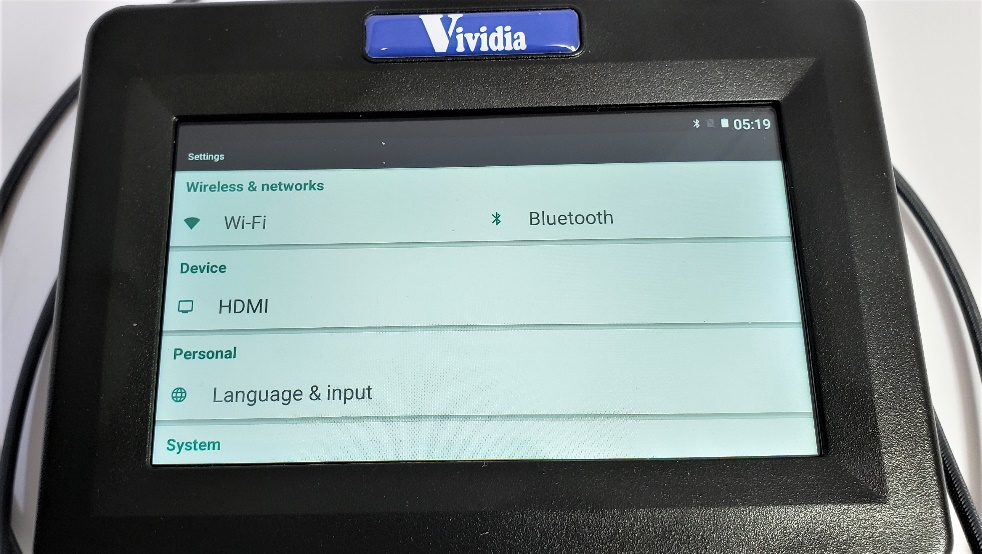 Vividia
05:19
Settings
Wireless & networks
Wi-Fi Bluetooth
Device
HDMI
Personal
Language & input
System